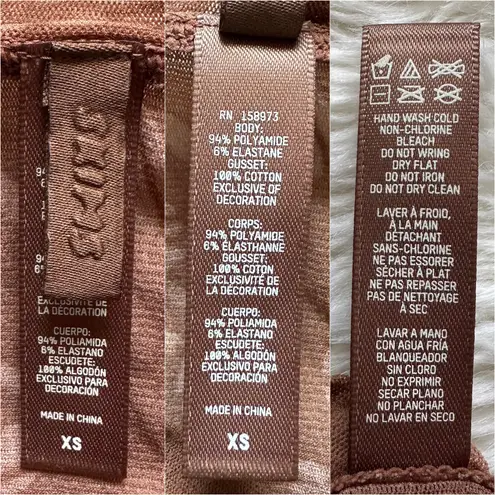 SKIMS
94
6%
EXCLUSIVITÉ DE
LA DÉCORATION
CUERPO:
94% POLIAMIDA
6% ELASTANO
ESCUDETE:
100% ALGODÓN
EXCLUSIVO PARA
DECORACIÓN
MADE IN CHINA
XS
RN 158973
BODY:
94% POLYAMIDE
6% ELASTANE
GUSSET:
100% COTTON
EXCLUSIVE OF
DECORATION
CORPS:
94% POLYAMIDE
6% ÉLASTHANNE
GOUSSET:
100% COTON
EXCLUSIVITÉ DE
LA DÉCORATION
CUERPO:
94% POLIAMIDA
6% ELASTANO
ESCUDETE:
100% ALGODÓN
EXCLUSIVO PARA
DECORACIÓN
MADE IN CHINA
XS
HAND WASH COLD
NON-CHLORINE
BLEACH
DO NOT WRING
DRY FLAT
DO NOT IRON
DO NOT DRY CLEAN
LAVER À FROID,
À LA MAIN
DÉTACHANT
SANS-CHLORINE
NE PAS ESSORER
SÉCHER À PLAT
NE PAS REPASSER
PAS DE NETTOYAGE
À SEC
LAVAR A MANO
CON AGUA FRÍA
BLANQUEADOR
SIN CLORO
NO EXPRIMIR
SECAR PLANO
NO PLANCHAR
NO LAVAR EN SECO